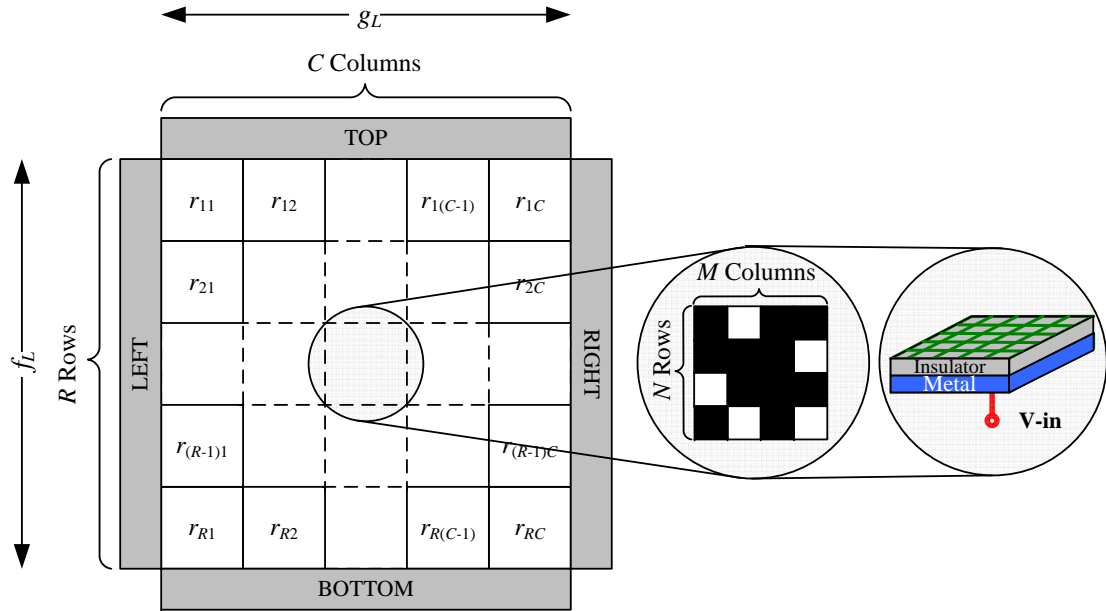 g_L
C Columns
TOP
r_11 r_12 r_1(C-1) r_1C
r_21 r_2C
f_L
R Rows
LEFT
RIGHT
r_(R-1)1 r_(R-1)C
r_R1 r_R2 r_R(C-1) r_RC
BOTTOM
M Columns
N Rows
Insulator
Metal
V-in